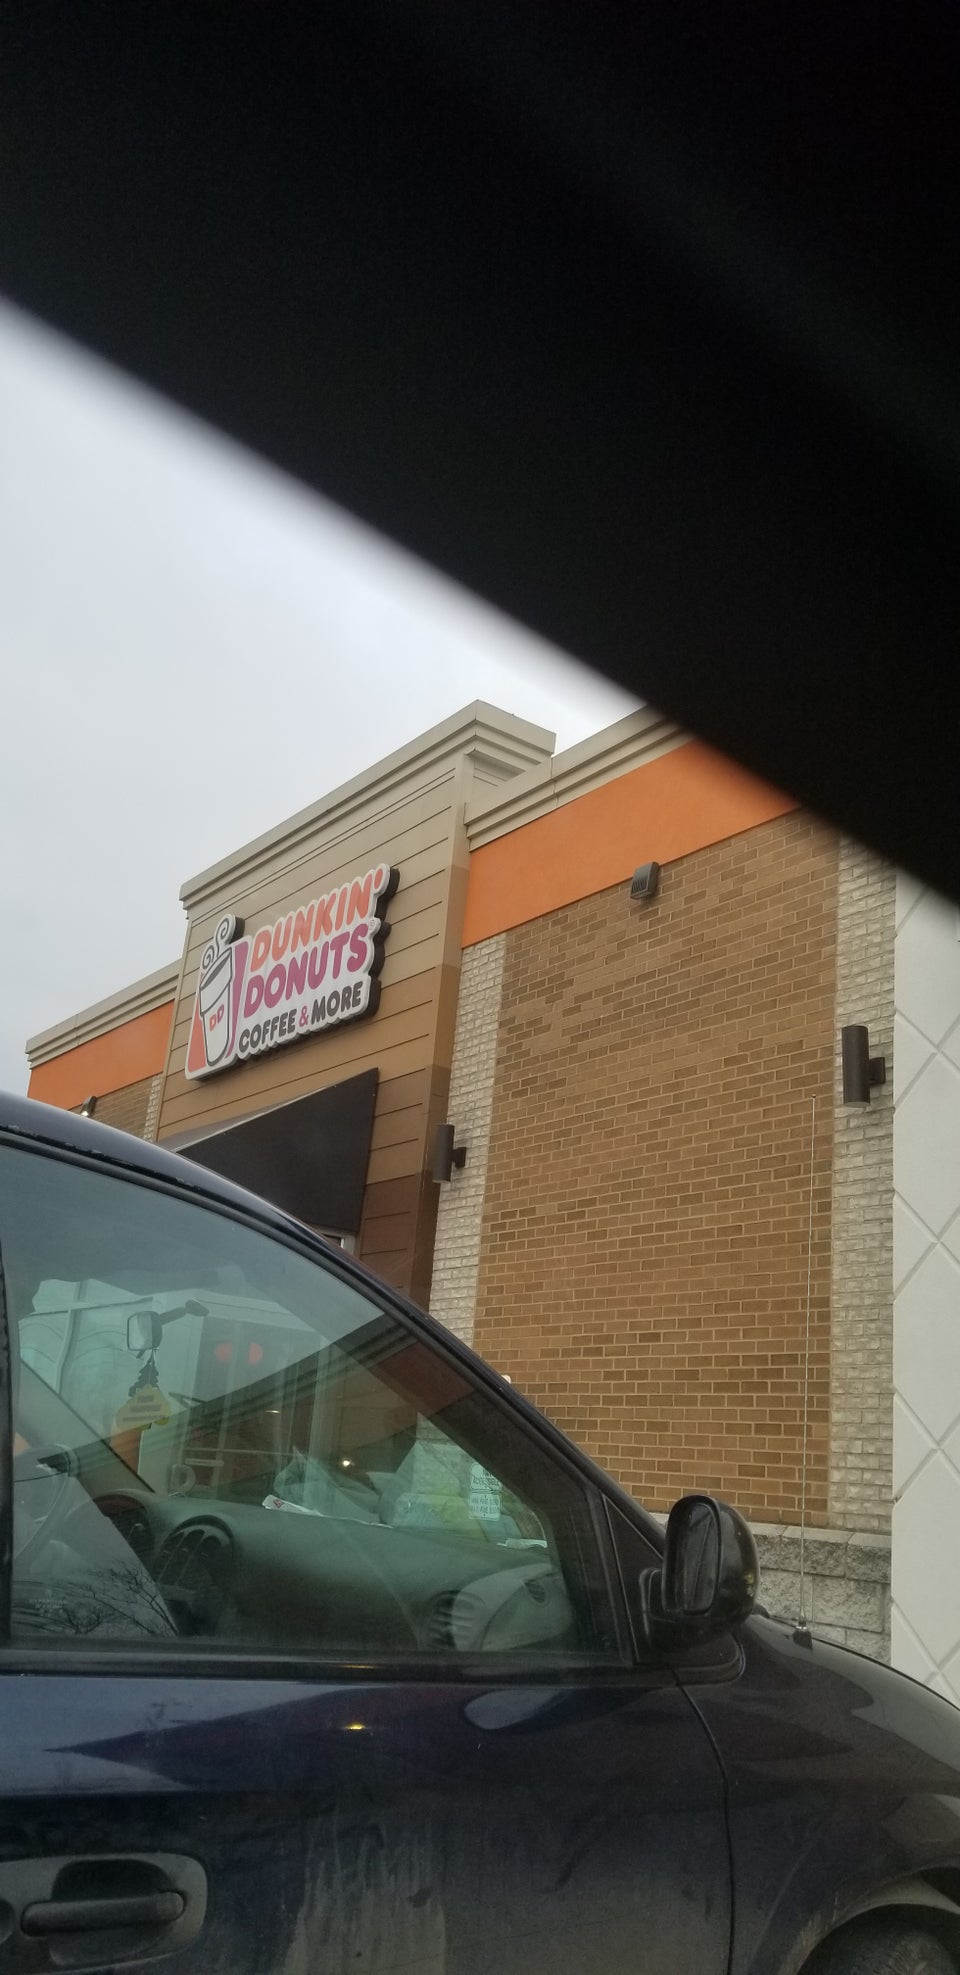 DUNKIN'
DONUTS
COFFEE & MORE
DD